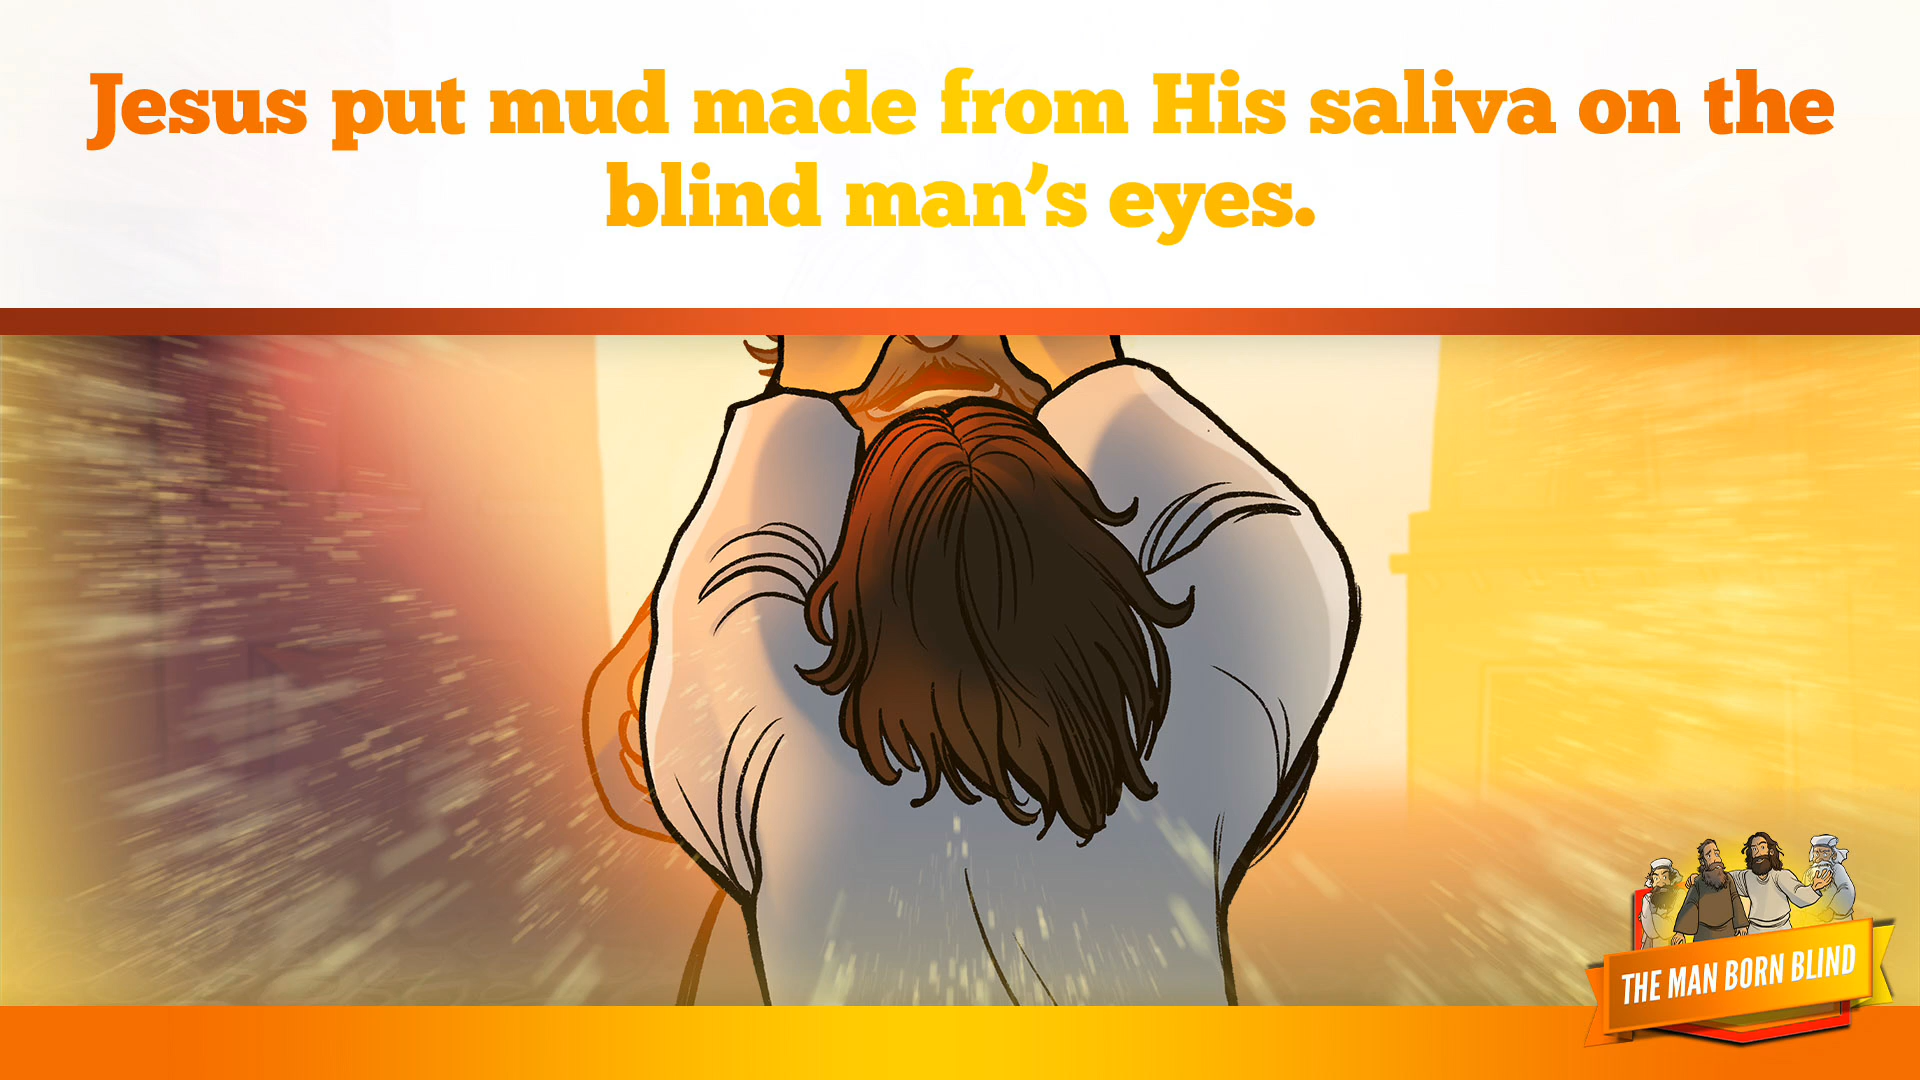 Jesus put mud made from His saliva on the
blind man’s eyes.
THE MAN BORN BLIND